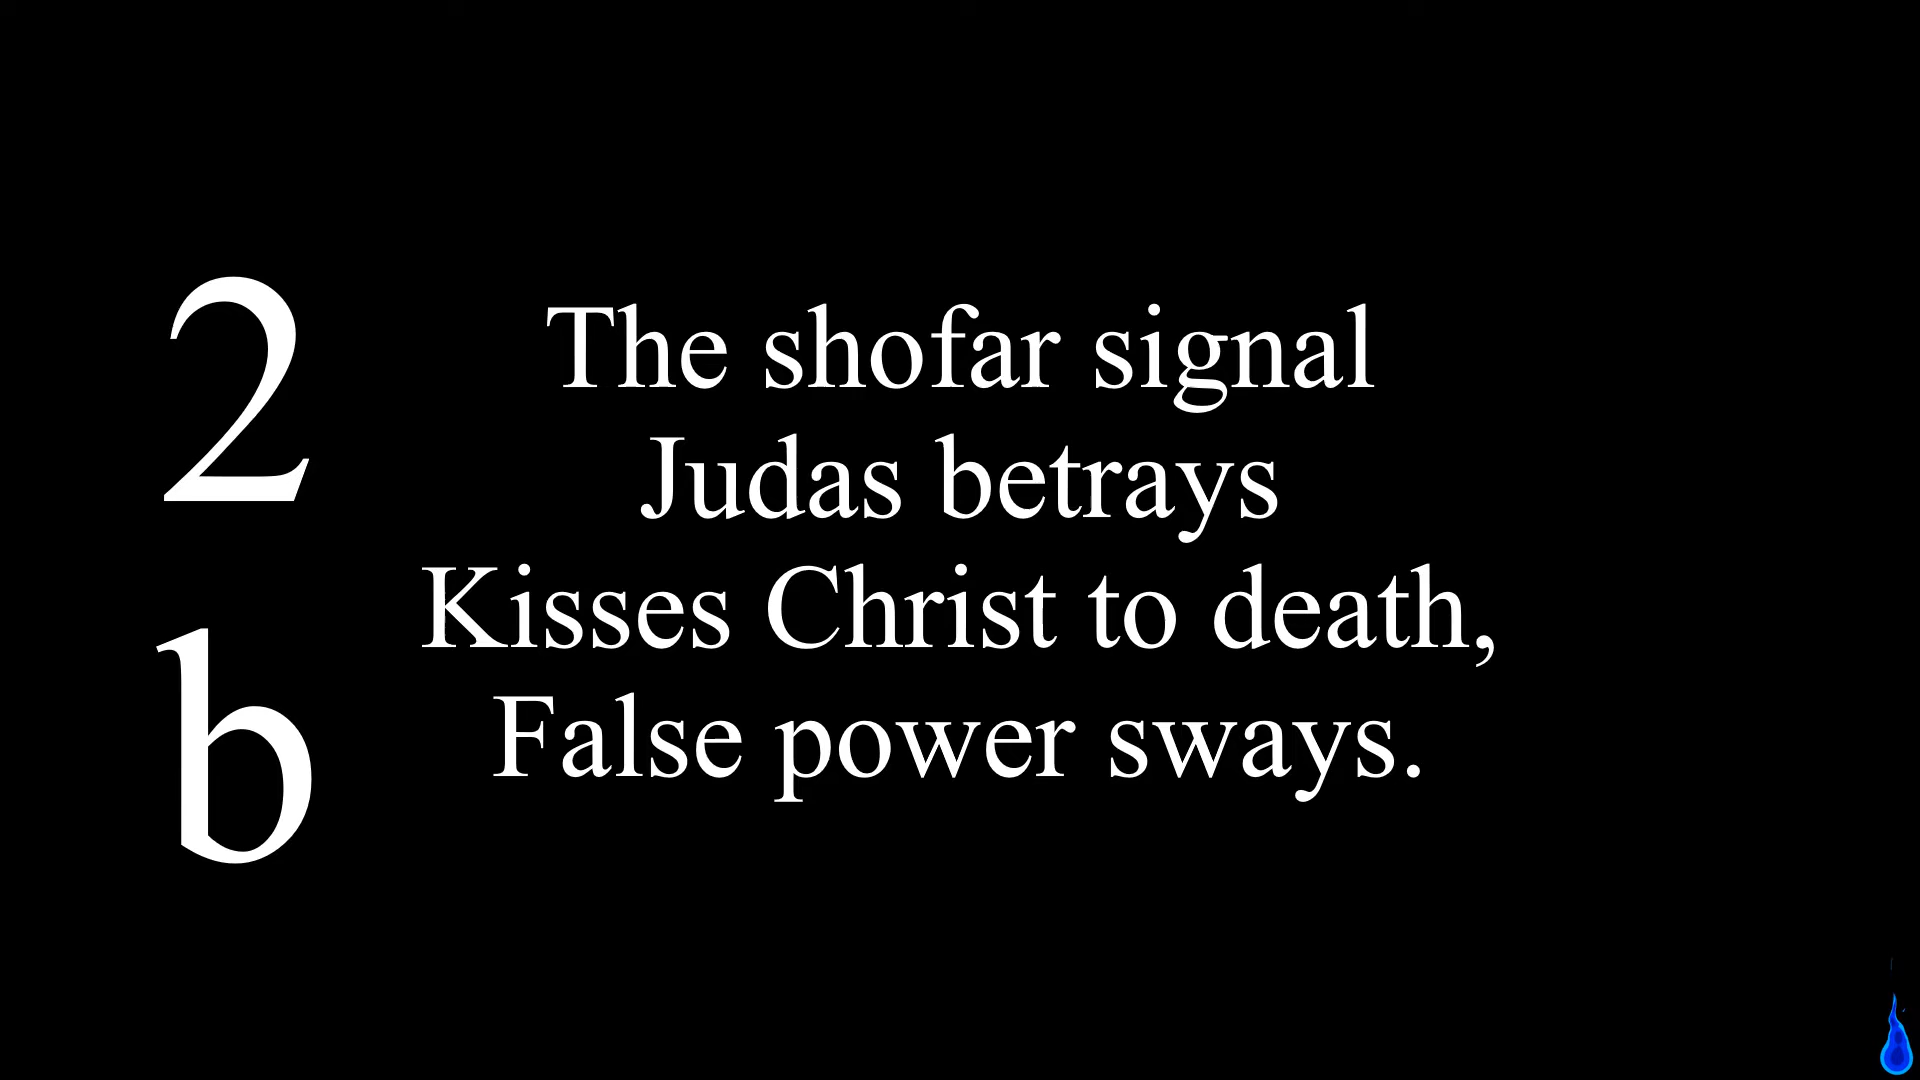 2
b
The shofar signal
Judas betrays
Kisses Christ to death,
False power sways.